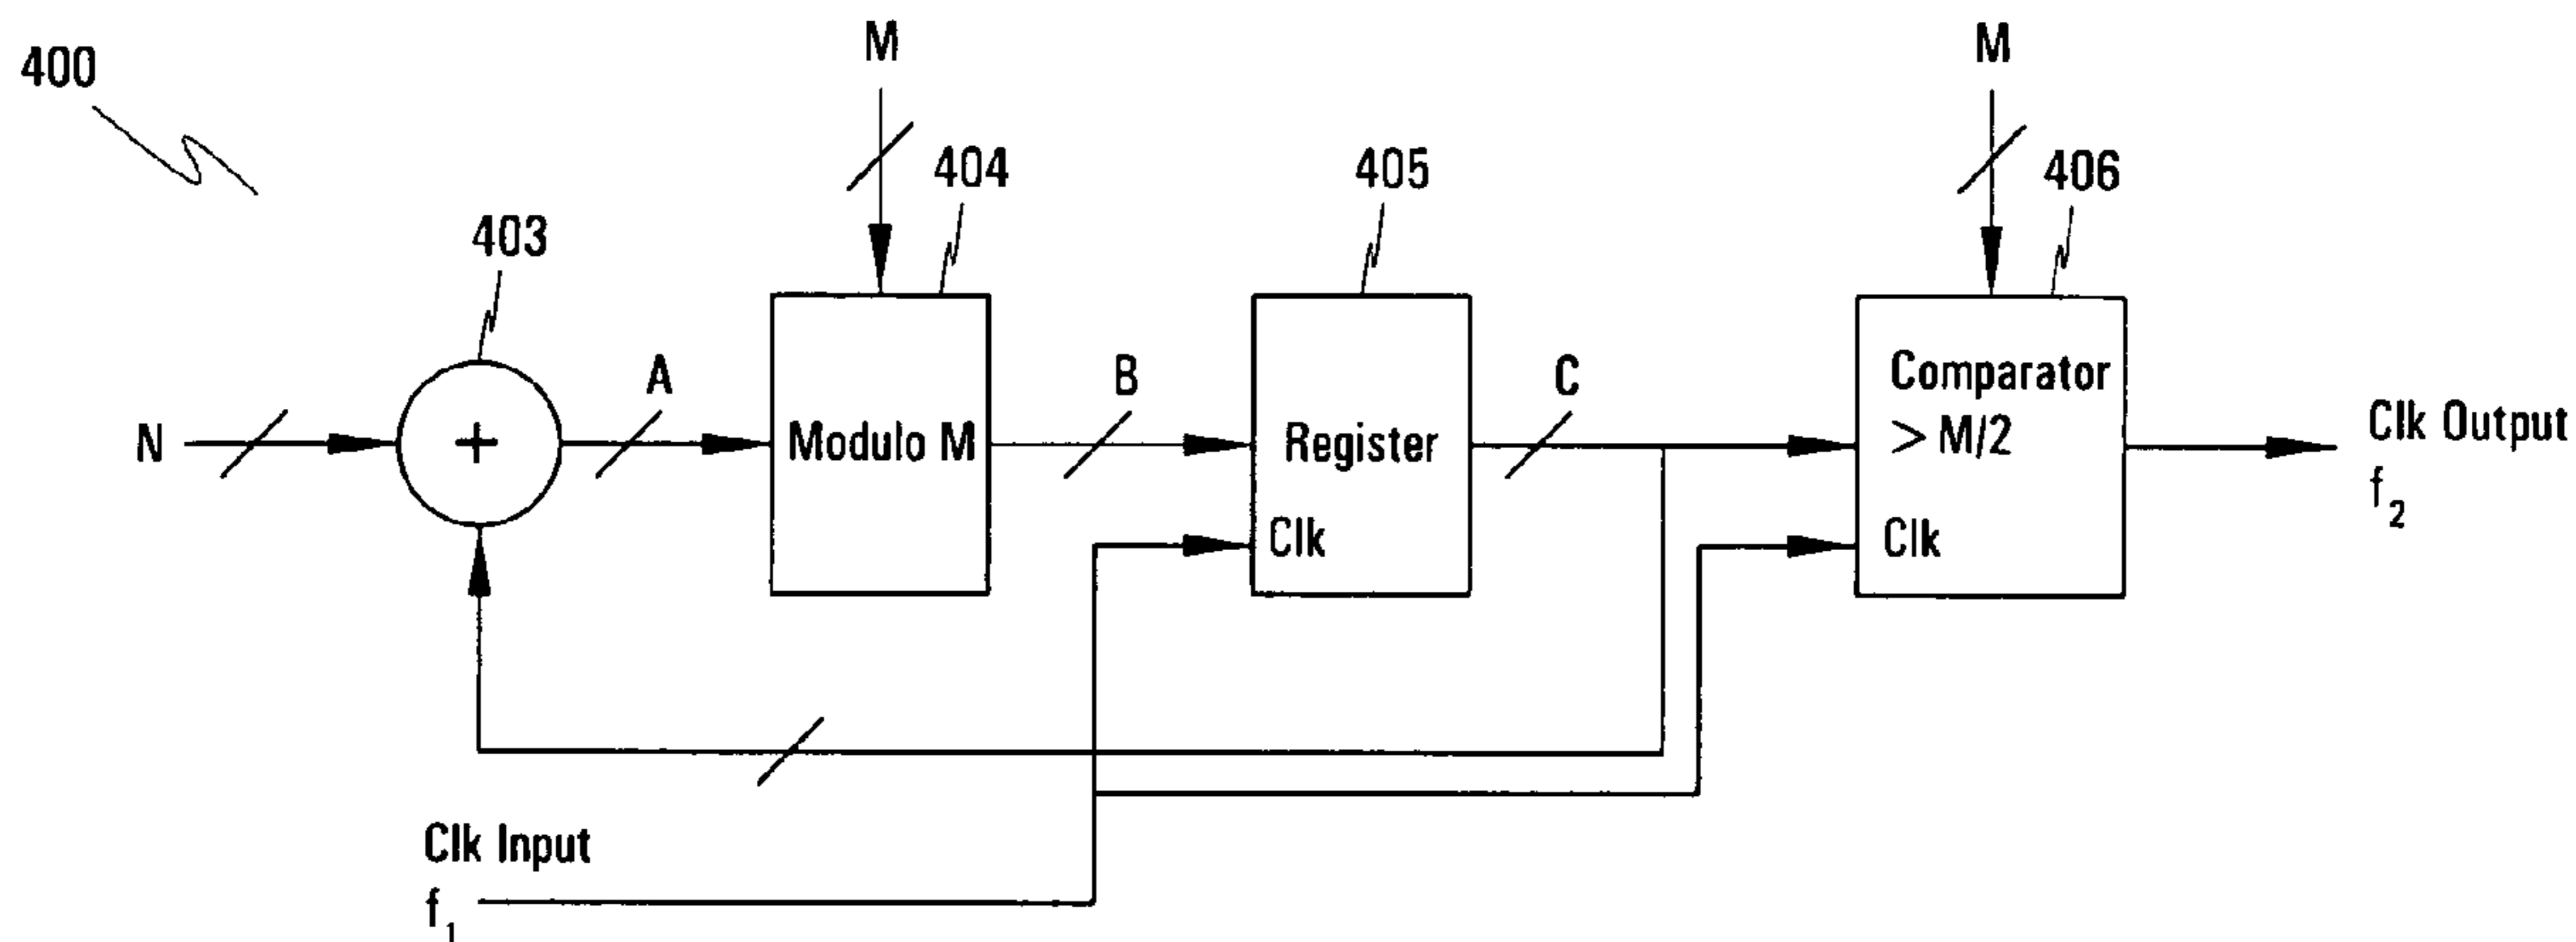 400
M
M
404
405
406
403
A
B
C
Comparator
> M/2
N
+
Modulo M
Register
Clk Output
f2
Clk
Clk
Clk Input
f1